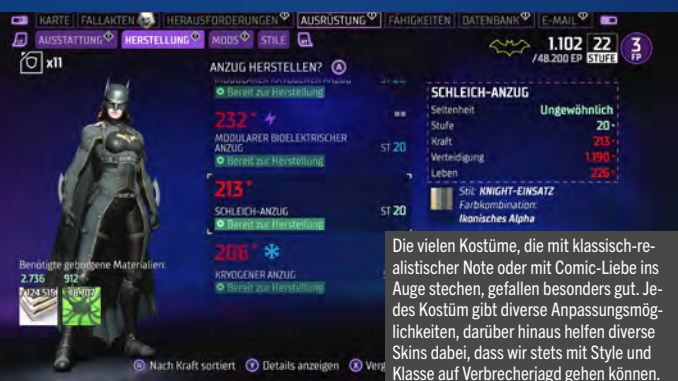 KARTE FALLAKTEN HERAUSFORDERUNGEN AUSRÜSTUNG FÄHIGKEITEN DATENBANK E-MAIL
AUSSTATTUNG HERSTELLUNG MODS STILE
1.102 /48.200 EP
22 STUFE
3 FP
x11
ANZUG HERSTELLEN? A
Bereit zur Herstellung
232
MODULARER BIOELEKTRISCHER
ANZUG
ST 20
Bereit zur Herstellung
213
SCHLEICH-ANZUG
ST 20
Bereit zur Herstellung
206
KRYOGENER ANZUG
Bereit zur Herstellung
SCHLEICH-ANZUG
Seltenheit Ungewöhnlich
Stufe 20
Kraft 213
Verteidigung 1.190
Leben 226
Stil: KNIGHT-EINSATZ
Farbkombination:
Ikonisches Alpha
Benötigte geborgene Materialien:
2.736 912
Nach Kraft sortiert Y Details anzeigen X Verg
Die vielen Kostüme, die mit klassisch-re-
alistischer Note oder mit Comic-Liebe ins
Auge stechen, gefallen besonders gut. Je-
des Kostüm gibt diverse Anpassungsmög-
lichkeiten, darüber hinaus helfen diverse
Skins dabei, dass wir stets mit Style und
Klasse auf Verbrecherjagd gehen können.